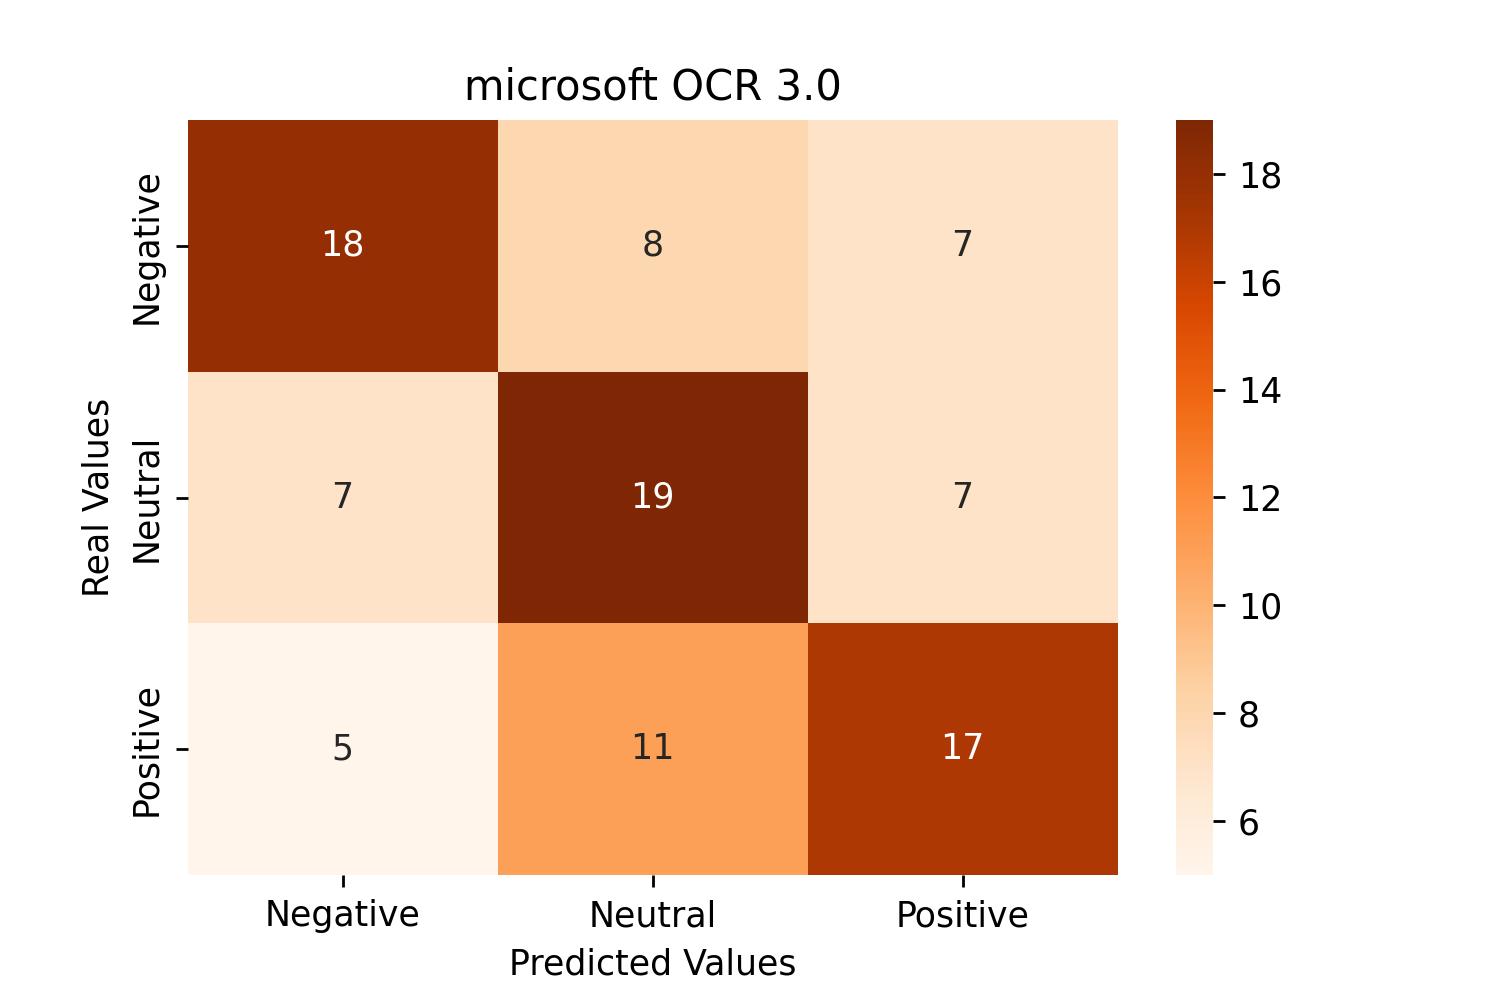 microsoft OCR 3.0
Real Values
Negative
18 8 7
Neutral
7 19 7
Positive
5 11 17
Negative Neutral Positive
Predicted Values
18
16
14
12
10
8
6